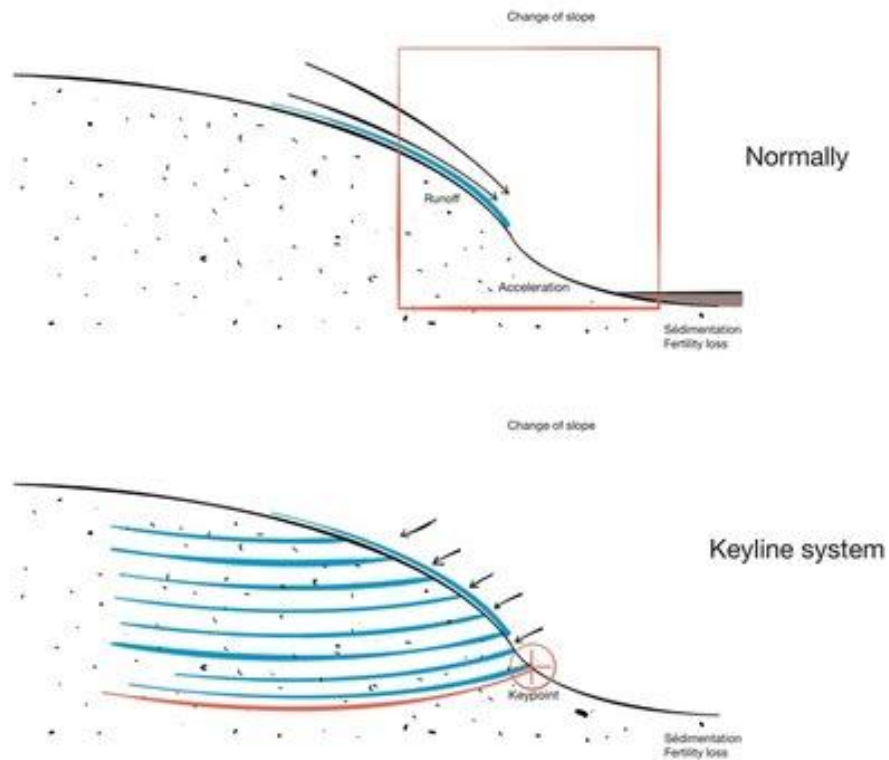 Change of slope
Normally
Runoff
Acceleration
Sédimentation
Fertility loss
Change of slope
Keyline system
Keypoint
Sédimentation
Fertility loss